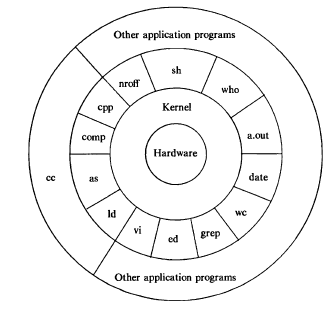 Other application programs
nroff
sh
who
cpp
Kernel
comp
a.out
Hardware
cc
as
date
ld
wc
vi
ed
grep
Other application programs